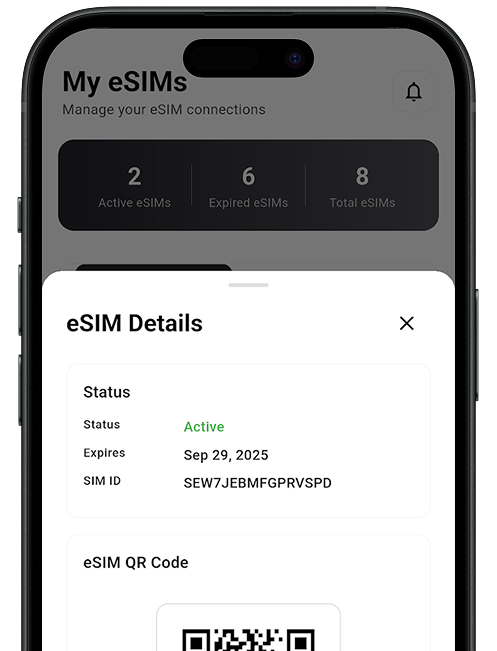 My eSIMs
Manage your eSIM connections
2 6 8
Active eSIMs Expired eSIMs Total eSIMs
eSIM Details
Status
Status Active
Expires Sep 29, 2025
SIM ID SEW7JEBMFGPRVSPD
eSIM QR Code